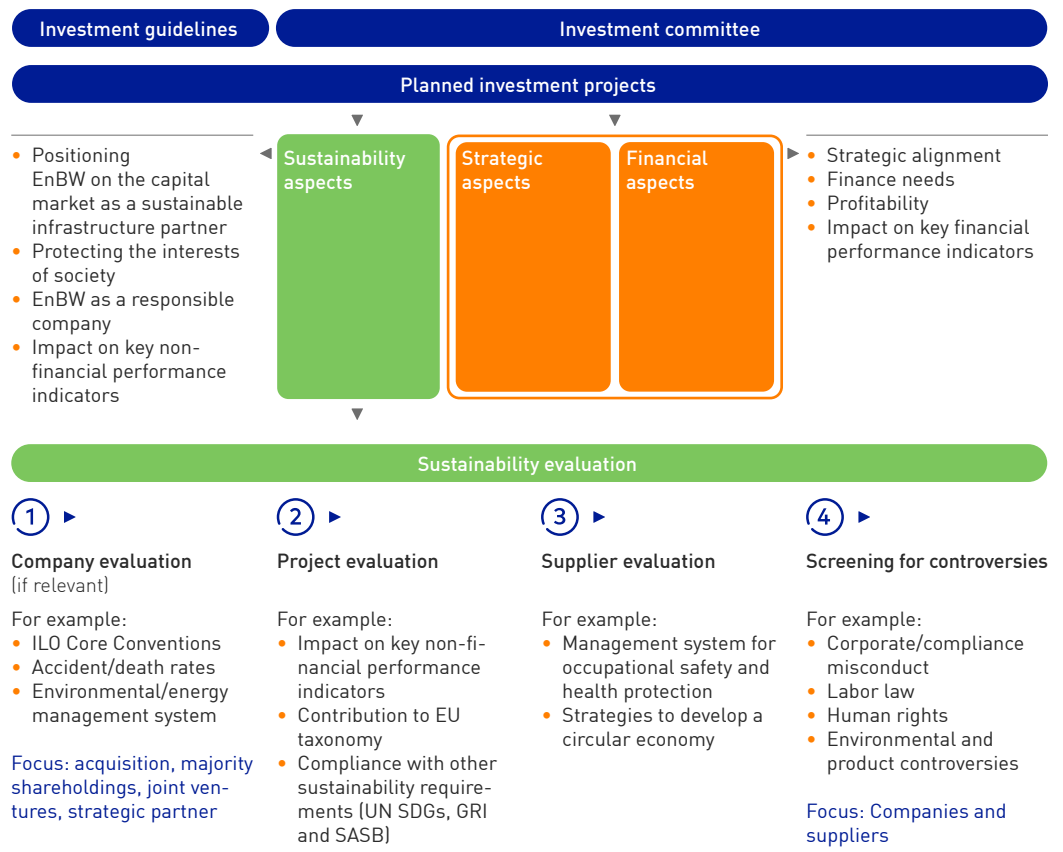 Investment guidelines
Investment committee
Planned investment projects
• Positioning
EnBW on the capital
market as a sustainable
infrastructure partner
• Protecting the interests
of society
• EnBW as a responsible
company
• Impact on key non-
financial performance
indicators
Sustainability
aspects
Strategic
aspects
Financial
aspects
• Strategic alignment
• Finance needs
• Profitability
• Impact on key financial
performance indicators
Sustainability evaluation
1
Company evaluation
(if relevant)
For example:
• ILO Core Conventions
• Accident/death rates
• Environmental/energy
management system
Focus: acquisition, majority
shareholdings, joint ven-
tures, strategic partner
2
Project evaluation
For example:
• Impact on key non-fi-
nancial performance
indicators
• Contribution to EU
taxonomy
• Compliance with other
sustainability require-
ments (UN SDGs, GRI
and SASB)
3
Supplier evaluation
For example:
• Management system for
occupational safety and
health protection
• Strategies to develop a
circular economy
4
Screening for controversies
For example:
• Corporate/compliance
misconduct
• Labor law
• Human rights
• Environmental and
product controversies
Focus: Companies and
suppliers